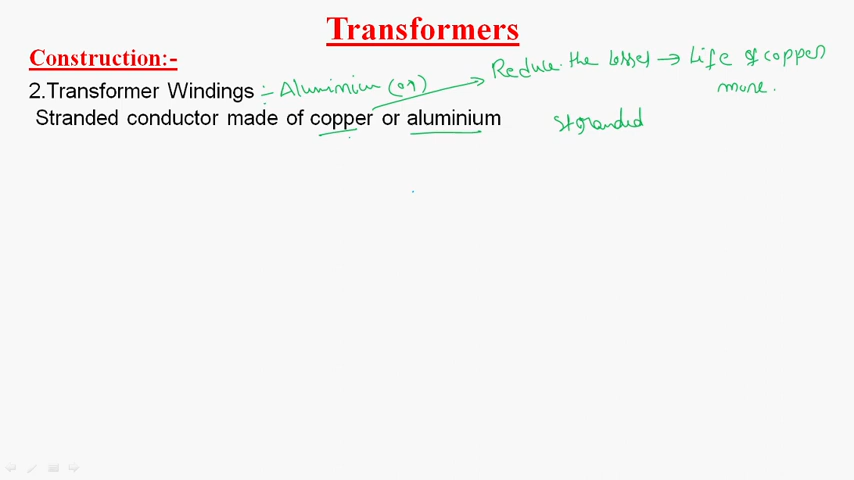 Transformers
Construction:-
2.Transformer Windings :- Aluminium (or)
Reduce the losses → Life of copper
more.
Stranded conductor made of copper or aluminium
Stranded